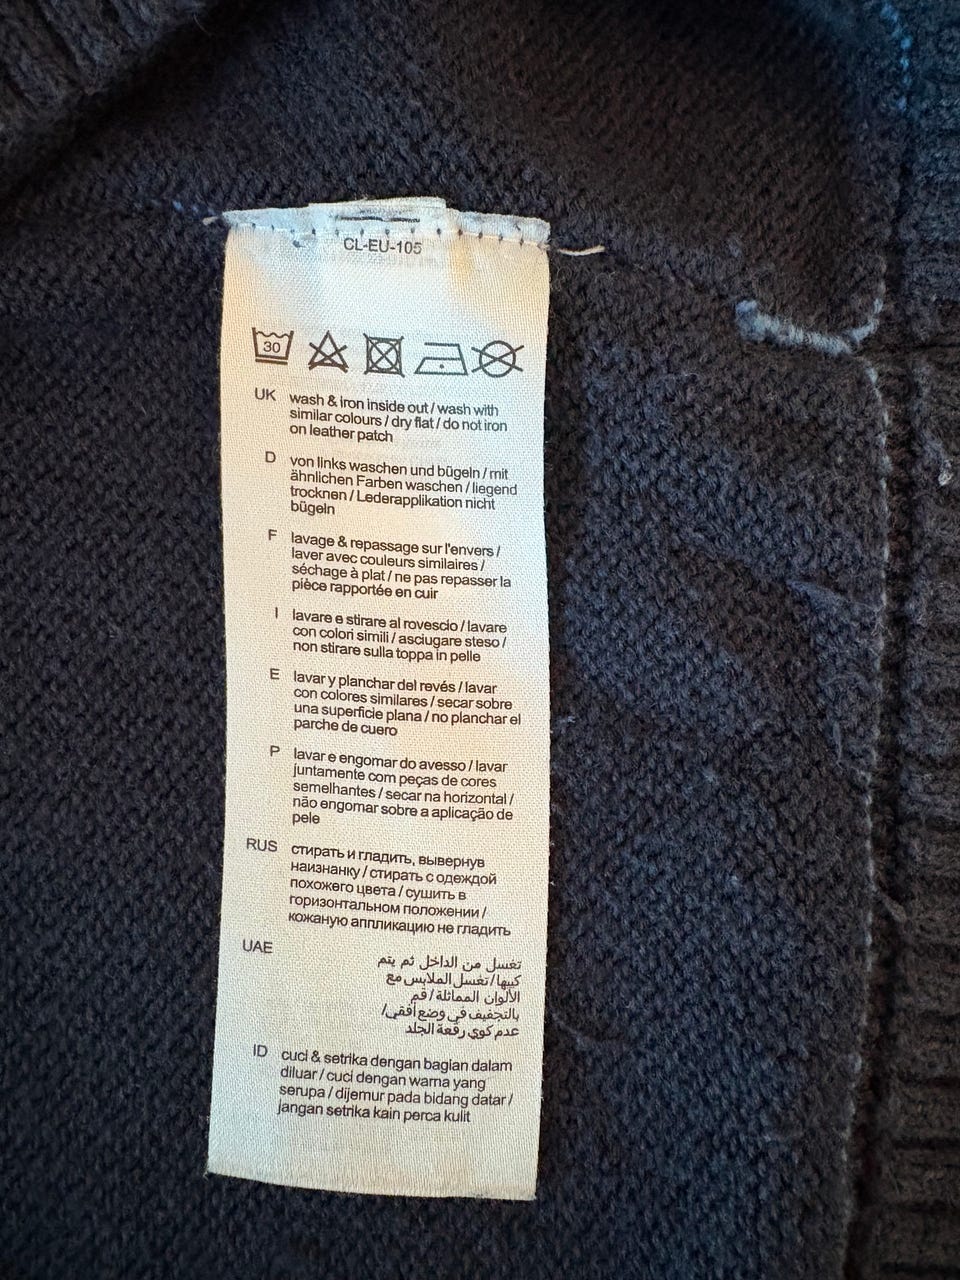 CL-EU-105
30
UK wash & iron inside out / wash with
similar colours / dry flat / do not iron
on leather patch
D von links waschen und bügeln / mit
ähnlichen Farben waschen / liegend
trocknen / Lederapplikation nicht
bügeln
F lavage & repassage sur l'envers /
laver avec couleurs similaires /
séchage à plat / ne pas repasser la
pièce rapportée en cuir
I lavare e stirare al rovescio / lavare
con colori simili / asciugare steso /
non stirare sulla toppa in pelle
E lavar y planchar del revés / lavar
con colores similares / secar sobre
una superficie plana / no planchar el
parche de cuero
P lavar e engomar do avesso / lavar
juntamente com peças de cores
semelhantes / secar na horizontal /
não engomar sobre a aplicação de
pele
RUS стирать и гладить, вывернув
наизнанку / стирать с одеждой
похожего цвета / сушить в
горизонтальном положении /
кожаную аппликацию не гладить
UAE تغسل من الداخل ثم يتم
كيها / تغسل الملابس مع
الألوان المماثلة / قم
بالتجفيف في وضع أفقي /
عدم كوي رقعة الجلد
ID cuci & setrika dengan bagian dalam
diluar / cuci dengan warna yang
serupa / dijemur pada bidang datar /
jangan setrika kain perca kulit